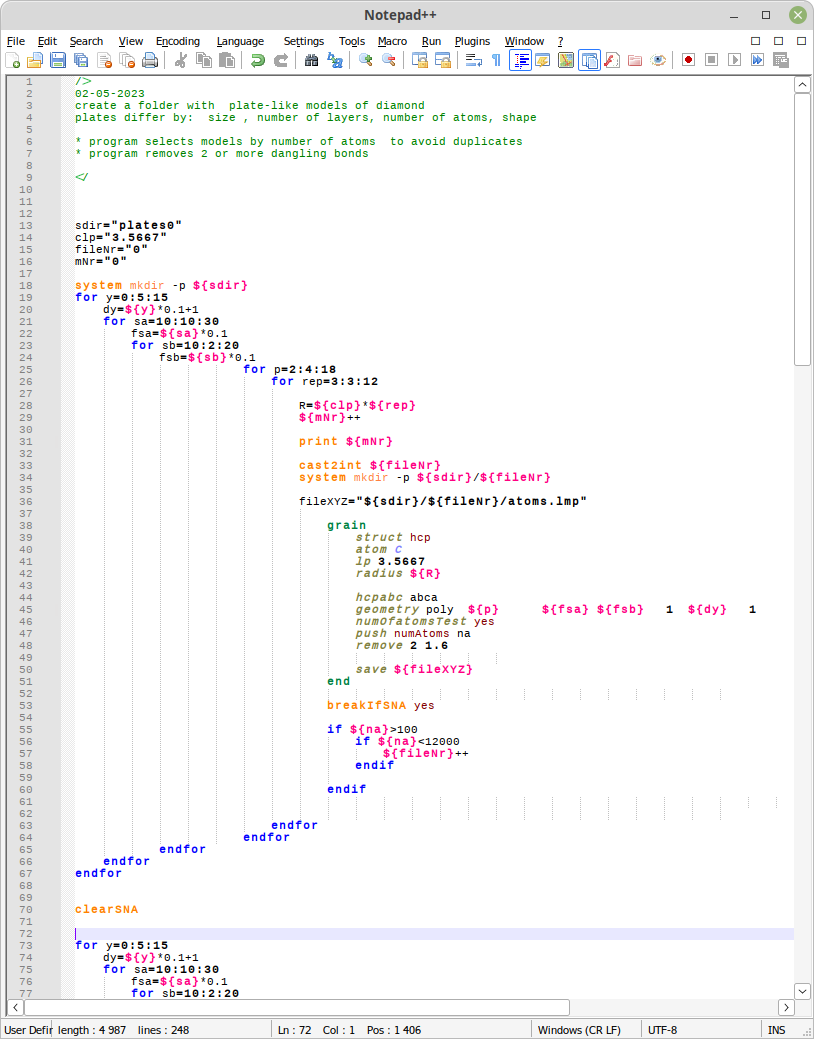 Notepad++
File Edit Search View Encoding Language Settings Tools Macro Run Plugins Window ?
1 />
2 02-05-2023
3 create a folder with  plate-like models of diamond
4 plates differ by:  size , number of layers, number of atoms, shape
5
6 * program selects models by number of atoms  to avoid duplicates
7 * program removes 2 or more dangling bonds
8
9 </
10
11
12
13 sdir="plates0"
14 clp="3.5667"
15 fileNr="0"
16 mNr="0"
17
18 system mkdir -p ${sdir}
19 for y=0:5:15
20 dy=${y}*0.1+1
21 for sa=10:10:30
22 fsa=${sa}*0.1
23 for sb=10:2:20
24 fsb=${sb}*0.1
25 for p=2:4:18
26 for rep=3:3:12
27
28 R=${clp}*${rep}
29 ${mNr}++
30
31 print ${mNr}
32
33 cast2int ${fileNr}
34 system mkdir -p ${sdir}/${fileNr}
35
36 fileXYZ="${sdir}/${fileNr}/atoms.lmp"
37
38 grain
39 struct hcp
40 atom C
41 lp 3.5667
42 radius ${R}
43
44 hcpabc abca
45 geometry poly  ${p}      ${fsa} ${fsb}   1  ${dy}   1
46 numOfatomsTest yes
47 push numAtoms na
48 remove 2 1.6
49
50 save ${fileXYZ}
51 end
52
53 breakIfSNA yes
54
55 if ${na}>100
56 if ${na}<12000
57 ${fileNr}++
58 endif
59
60 endif
61
62
63 endfor
64 endfor
65 endfor
66 endfor
67 endfor
68
69
70 clearSNA
71
72
73 for y=0:5:15
74 dy=${y}*0.1+1
75 for sa=10:10:30
76 fsa=${sa}*0.1
77 for sb=10:2:20
User Defir length : 4 987 lines : 248 Ln : 72 Col : 1 Pos : 1 406 Windows (CR LF) UTF-8 INS